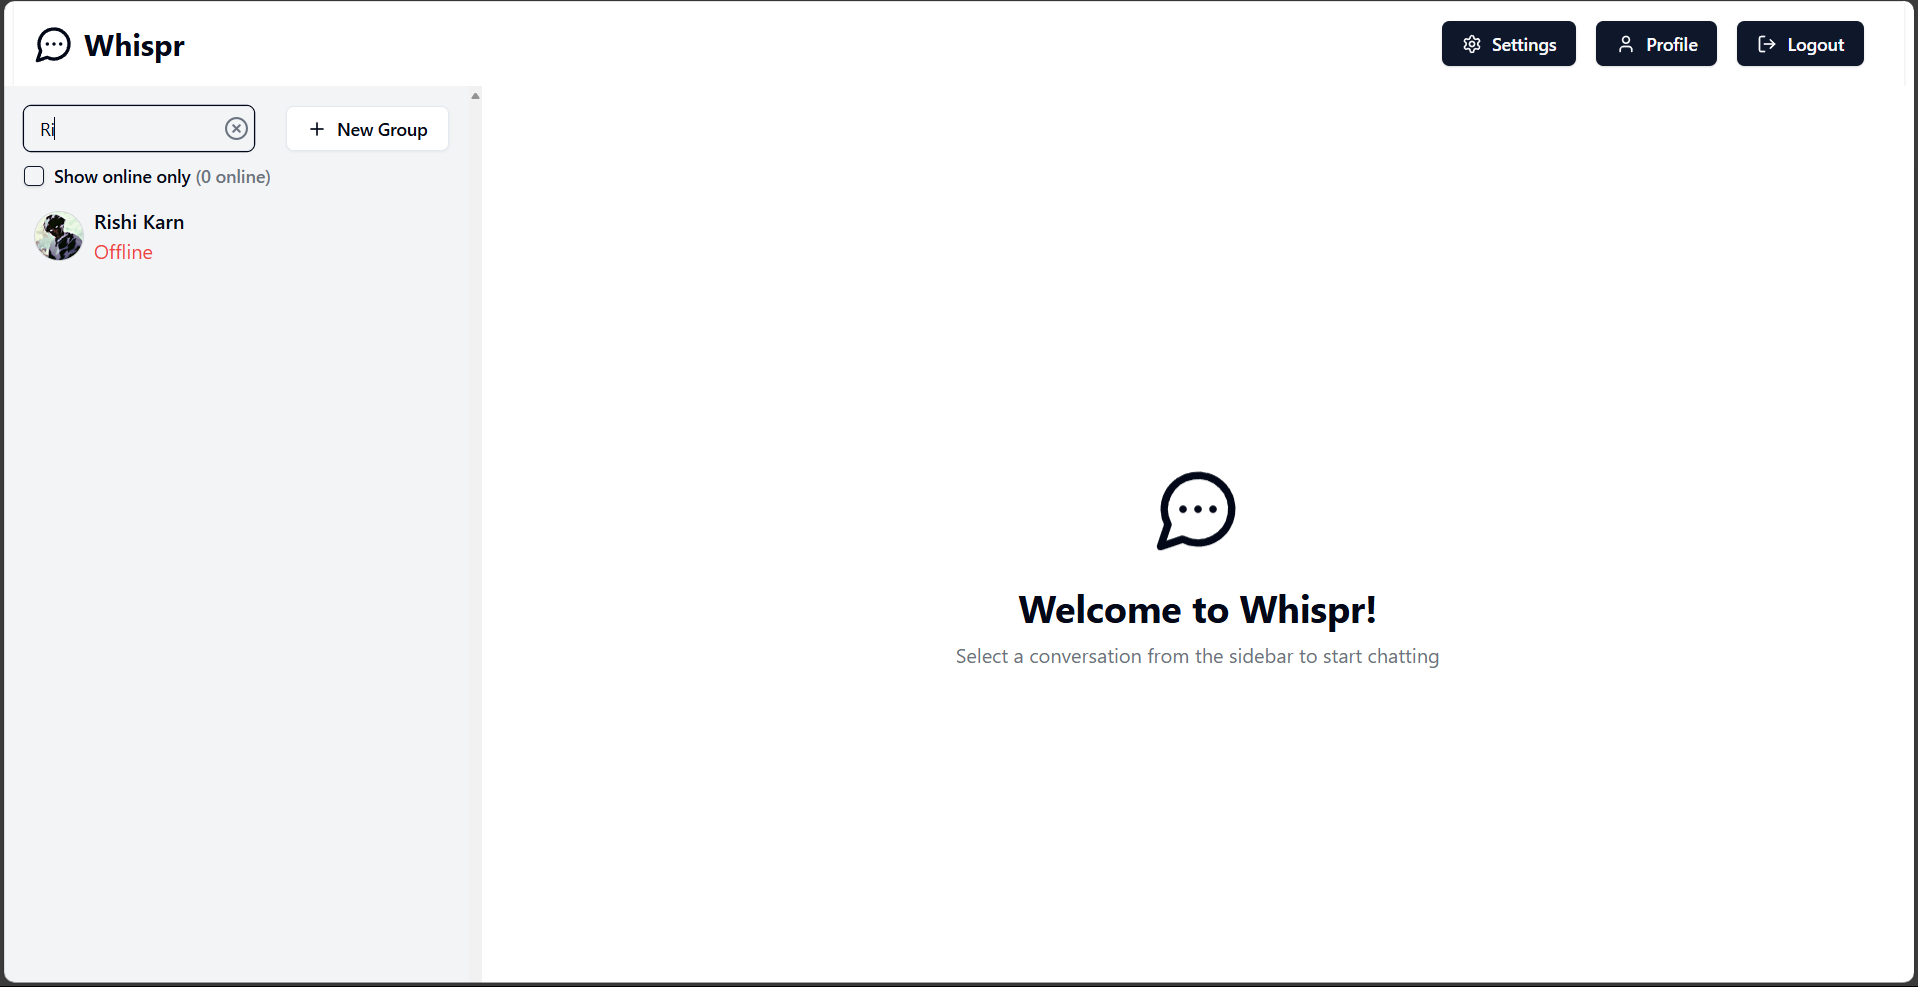 Whispr
Settings
Profile
Logout
Ri
New Group
Show online only (0 online)
Rishi Karn
Offline
Welcome to Whispr!
Select a conversation from the sidebar to start chatting